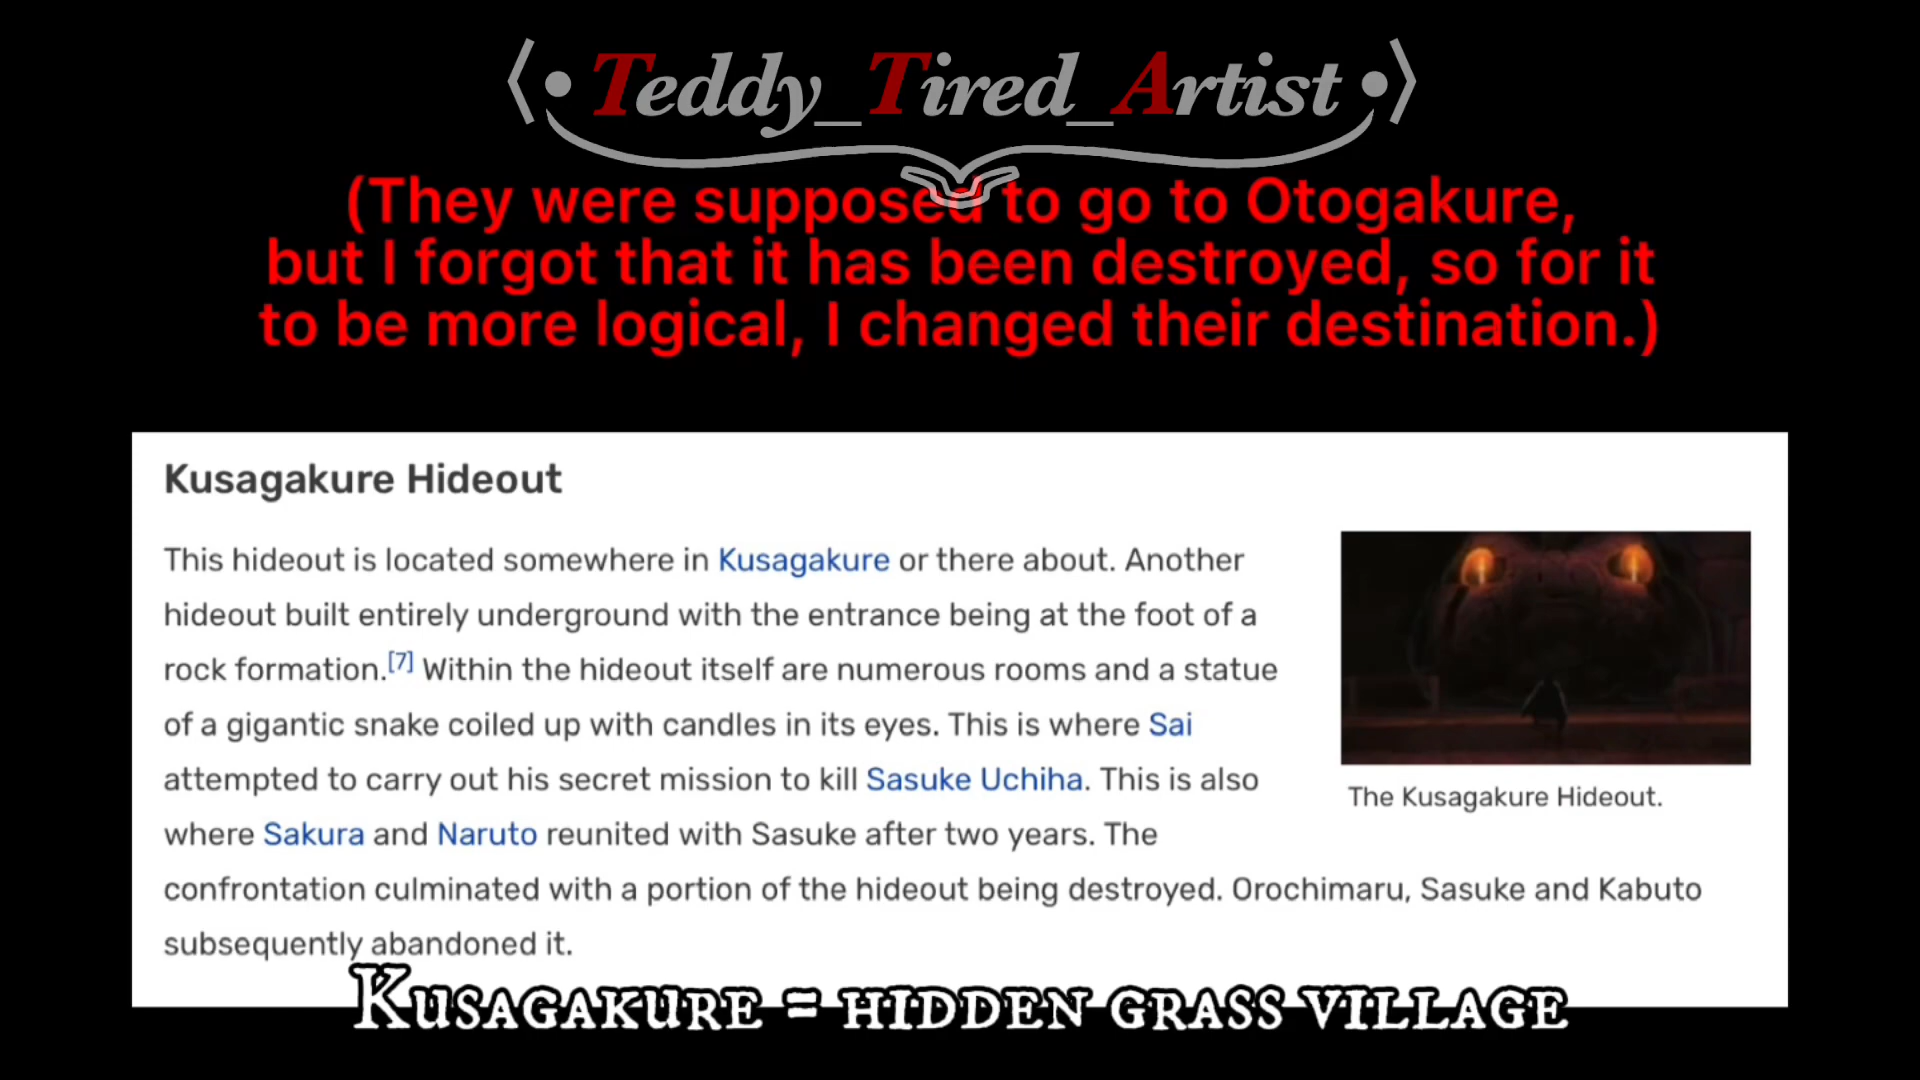 ⟨• Teddy_Tired_Artist •⟩
(They were supposed to go to Otogakure,
but I forgot that it has been destroyed, so for it
to be more logical, I changed their destination.)
Kusagakure Hideout
This hideout is located somewhere in Kusagakure or there about. Another
hideout built entirely underground with the entrance being at the foot of a
rock formation.[7] Within the hideout itself are numerous rooms and a statue
of a gigantic snake coiled up with candles in its eyes. This is where Sai
attempted to carry out his secret mission to kill Sasuke Uchiha. This is also
where Sakura and Naruto reunited with Sasuke after two years. The
confrontation culminated with a portion of the hideout being destroyed. Orochimaru, Sasuke and Kabuto
subsequently abandoned it.
The Kusagakure Hideout.
Kusagakure = hidden grass village